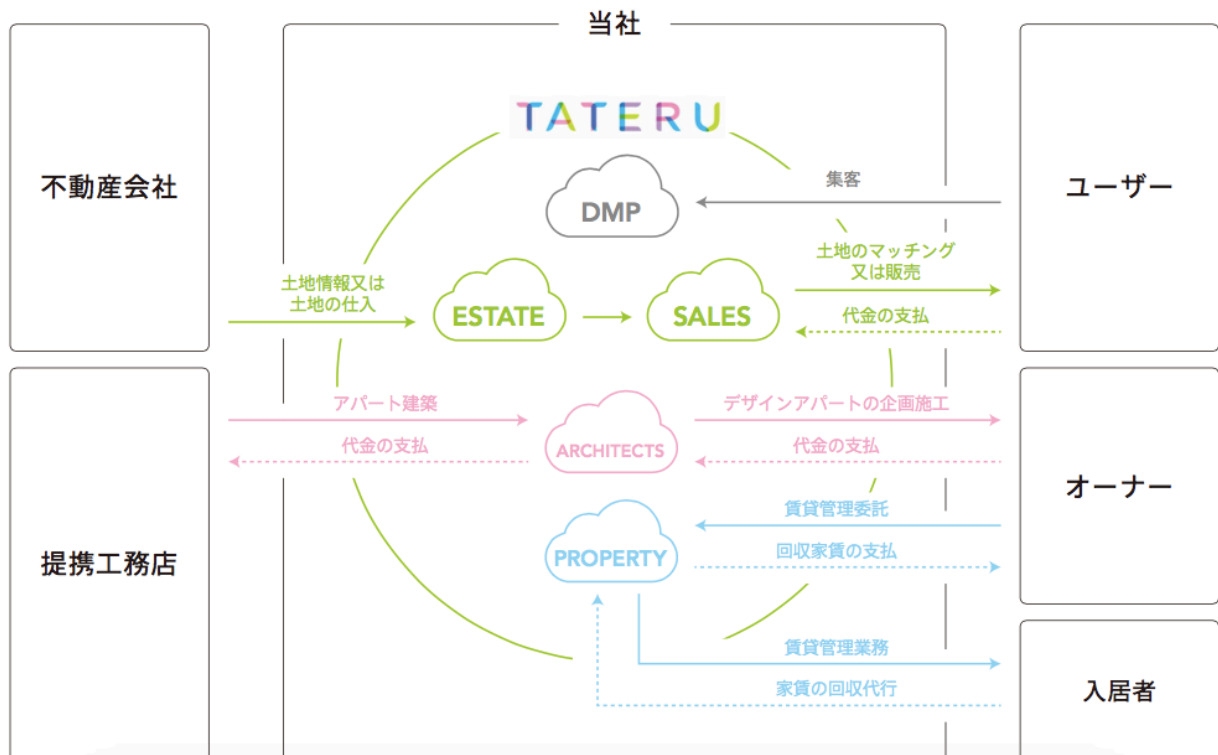 当社
TATERU
不動産会社
DMP
集客
ユーザー
土地情報又は
土地の仕入
ESTATE
SALES
土地のマッチング
又は販売
代金の支払
提携工務店
アパート建築
代金の支払
ARCHITECTS
デザインアパートの企画施工
代金の支払
オーナー
PROPERTY
賃貸管理委託
回収家賃の支払
賃貸管理業務
家賃の回収代行
入居者